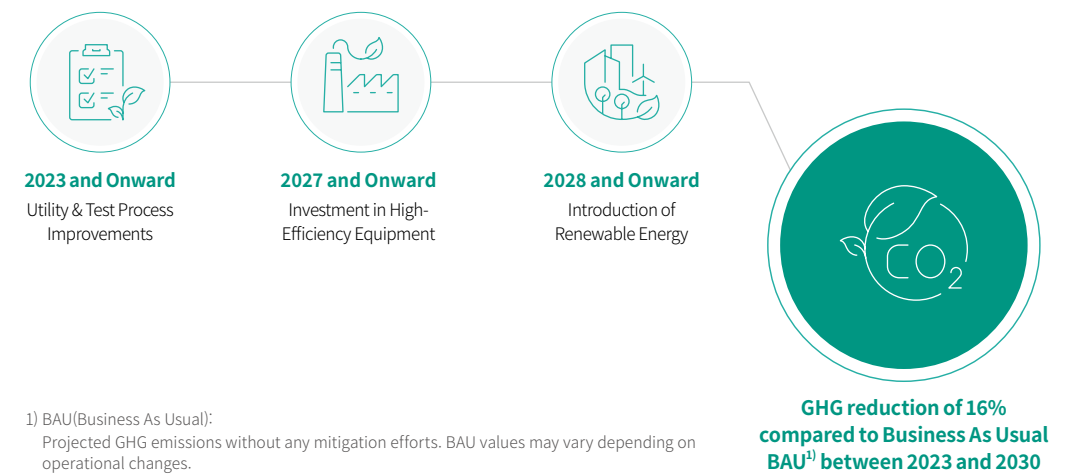 2023 and Onward
Utility & Test Process
Improvements
2027 and Onward
Investment in High-
Efficiency Equipment
2028 and Onward
Introduction of
Renewable Energy
CO2
GHG reduction of 16%
compared to Business As Usual
BAU1) between 2023 and 2030
1) BAU(Business As Usual):
Projected GHG emissions without any mitigation efforts. BAU values may vary depending on
operational changes.